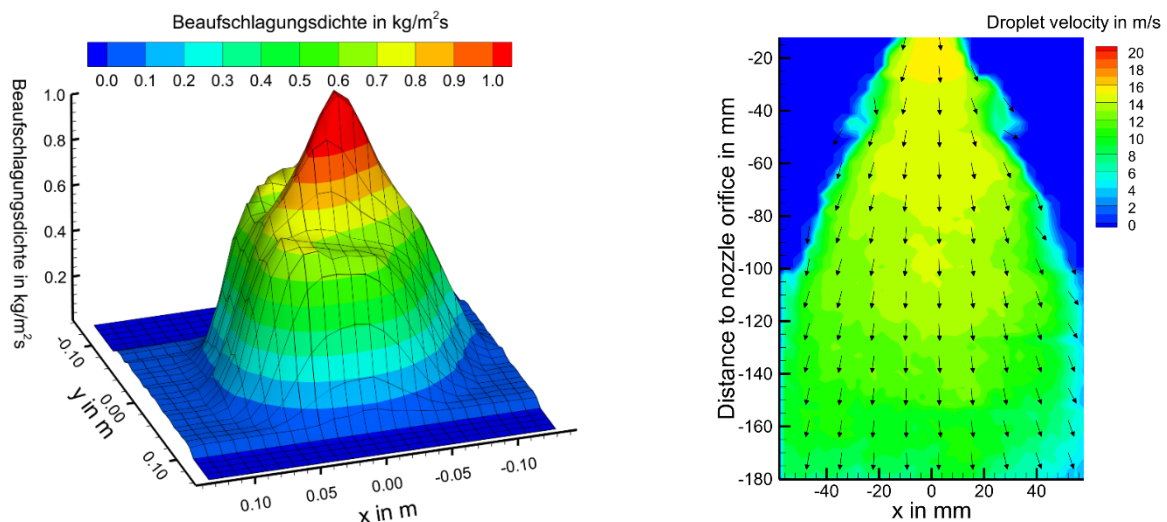 Beaufschlagungsdichte in kg/m²s
0.0 0.1 0.2 0.3 0.4 0.5 0.6 0.7 0.8 0.9 1.0
Beaufschlagungsdichte in kg/m²s
1.0
0.8
0.6
0.4
0.2
-0.10
0.00
0.10
y in m
0.10 0.05 0.00 -0.05 -0.10
x in m
Droplet velocity in m/s
20
18
16
14
12
10
8
6
4
2
0
Distance to nozzle orifice in mm
-20
-40
-60
-80
-100
-120
-140
-160
-180
-40 -20 0 20 40
x in mm